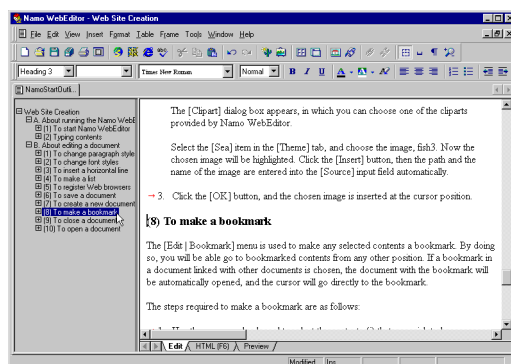 Namo WebEditor - Web Site Creation
File Edit View Insert Format Table Frame Tools Window Help
Heading 3 Times New Roman Normal B I U A A
NamoStartOutli...
Web Site Creation
A. About running the Namo WebE
(1) To start Namo WebEditor
(2) Typing contents
B. About editing a document
(1) To change paragraph style
(2) To change font styles
(3) To insert a horizontal line
(4) To make a list
(5) To register Web browsers
(6) To save a document
(7) To create a new document
(8) To make a bookmark
(9) To close a document
(10) To open a document
The [Clipart] dialog box appears, in which you can choose one of the cliparts
provided by Namo WebEditor.
Select the [Sea] item in the [Theme] tab, and choose the image, fish3. Now the
chosen image will be highlighted. Click the [Insert] button, then the path and the
name of the image are entered into the [Source] input field automatically.
→ 3. Click the [OK] button, and the chosen image is inserted at the cursor position.
(8) To make a bookmark
The [Edit | Bookmark] menu is used to make any selected contents a bookmark. By doing
so, you will be able go to bookmarked contents from any other position. If a bookmark in
a document linked with other documents is chosen, the document with the bookmark will
be automatically opened, and the cursor will go directly to the bookmark.
The steps required to make a bookmark are as follows:
Edit HTML [F6] Preview
Modified Ins